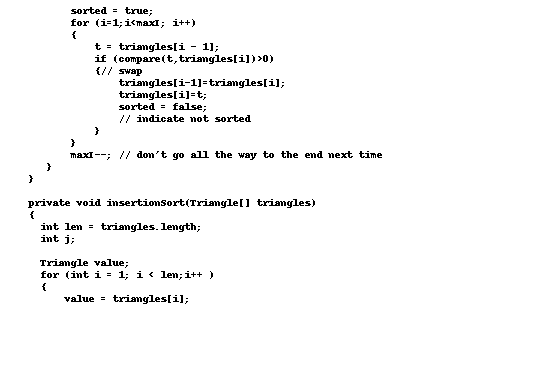 sorted = true;
for (i=1;i<maxI; i++)
{
t = triangles[i - 1];
if (compare(t,triangles[i])>0)
{// swap
triangles[i-1]=triangles[i];
triangles[i]=t;
sorted = false;
// indicate not sorted
}
}
maxI--; // don't go all the way to the end next time
}
}
private void insertionSort(Triangle[] triangles)
{
int len = triangles.length;
int j;
Triangle value;
for (int i = 1; i < len;i++ )
{
value = triangles[i];